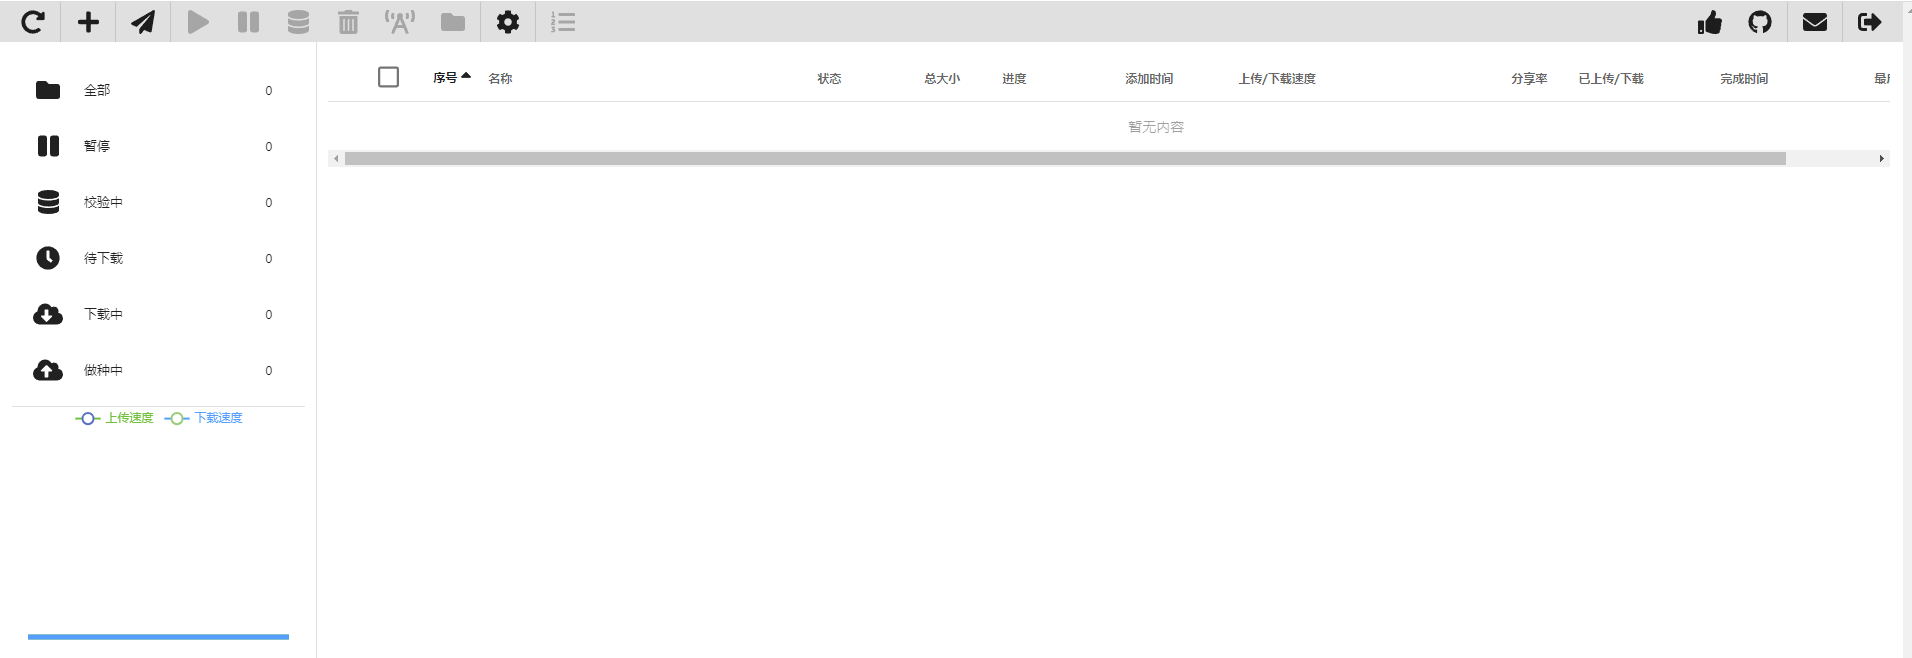 序号 名称 状态 总大小 进度 添加时间 上传/下载速度 分享率 已上传/下载 完成时间 最
暂无内容
全部 0
暂停 0
校验中 0
待下载 0
下载中 0
做种中 0
上传速度 下载速度